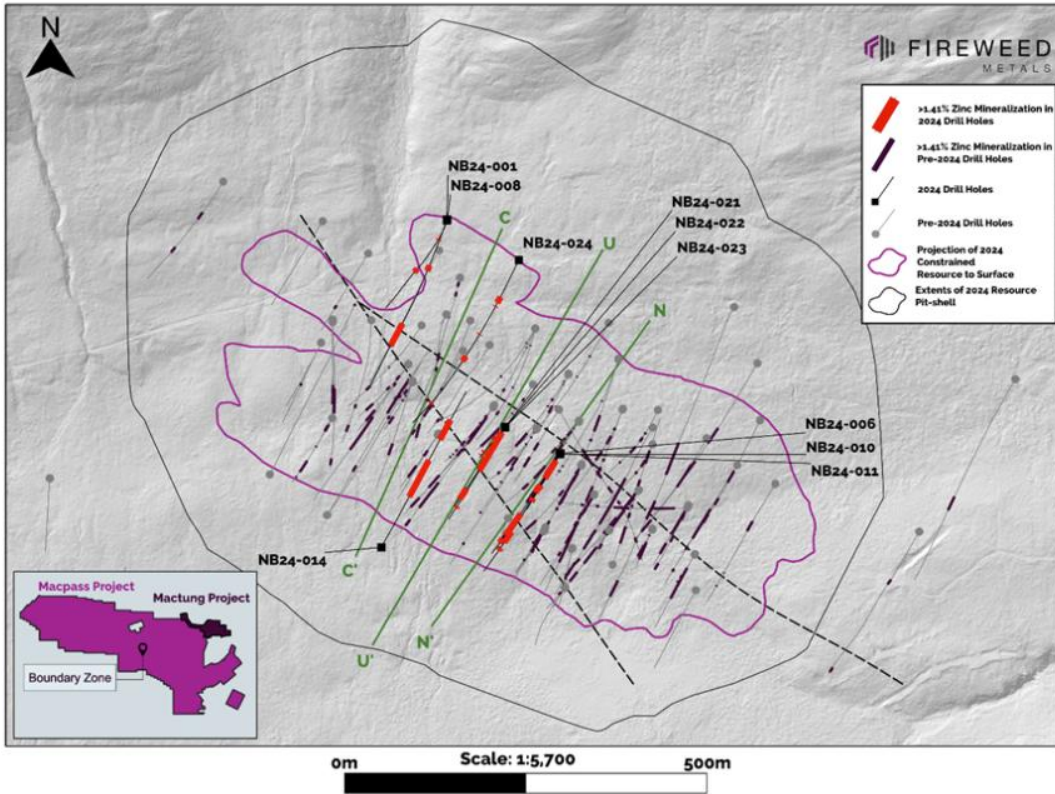 N
FIREWEED
METALS
>1.41% Zinc Mineralization in
2024 Drill Holes
>1.41% Zinc Mineralization in
Pre-2024 Drill Holes
2024 Drill Holes
Pre-2024 Drill Holes
Projection of 2024
Constrained
Resource to Surface
Extents of 2024 Resource
Pit-shell
NB24-001
NB24-008
NB24-021
NB24-022
NB24-023
C
U
NB24-024
N
NB24-006
NB24-010
NB24-011
NB24-014
C'
N'
U'
Macpass Project
Mactung Project
Boundary Zone
Scale: 1:5,700
0m
500m